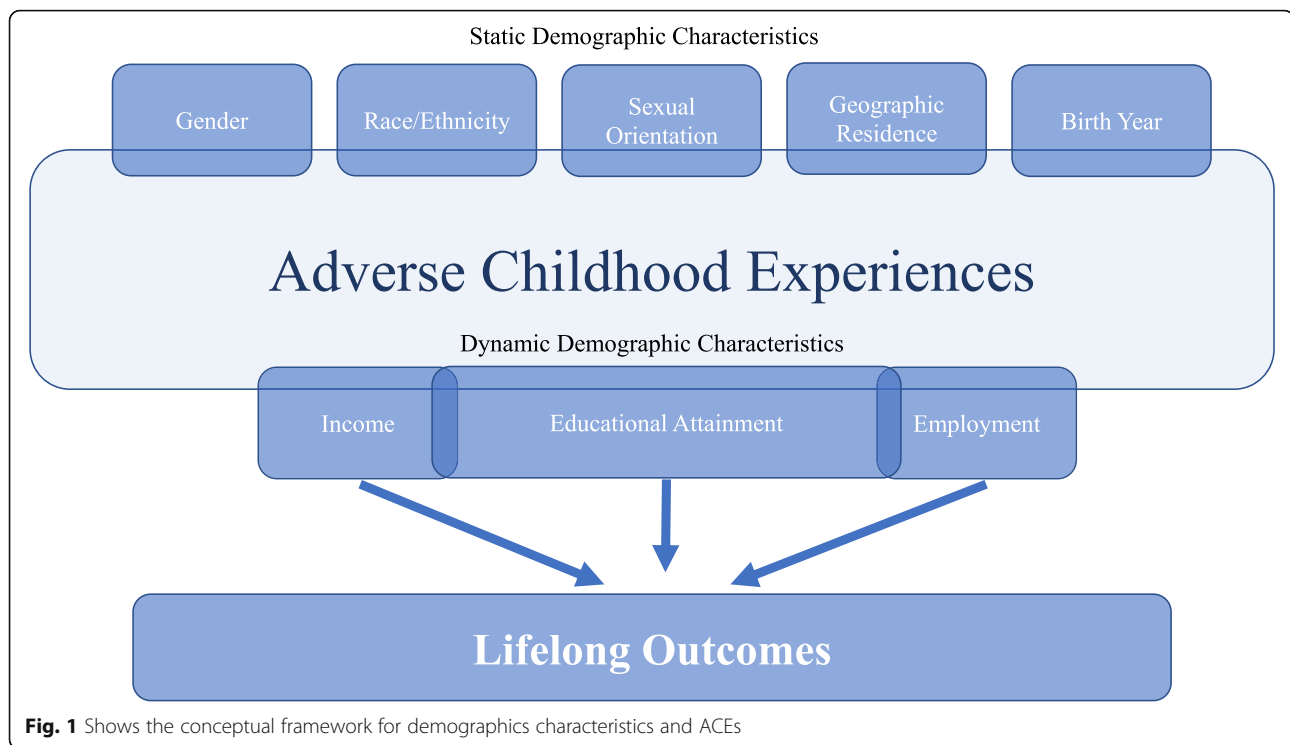 Static Demographic Characteristics
Gender
Race/Ethnicity
Sexual
Orientation
Geographic
Residence
Birth Year
Adverse Childhood Experiences
Dynamic Demographic Characteristics
Income
Educational Attainment
Employment
Lifelong Outcomes
Fig. 1 Shows the conceptual framework for demographics characteristics and ACEs